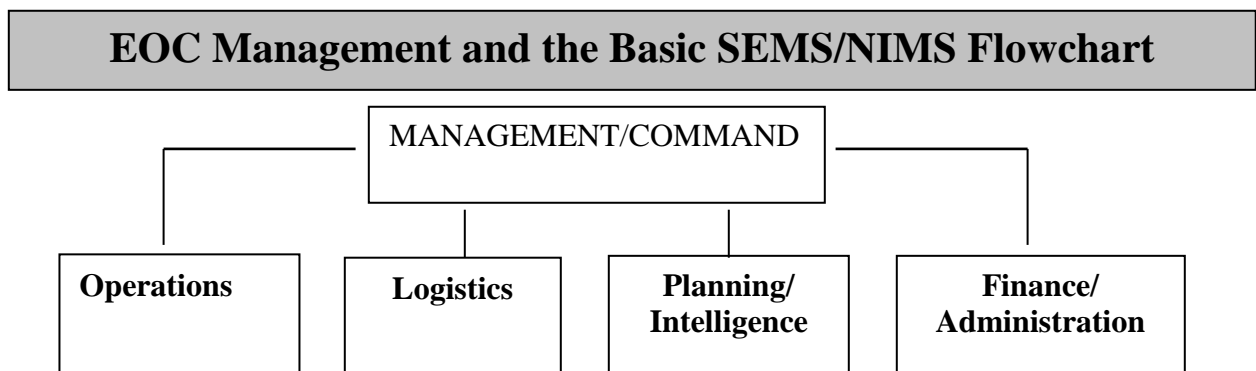 EOC Management and the Basic SEMS/NIMS Flowchart
MANAGEMENT/COMMAND
Operations
Logistics
Planning/
Intelligence
Finance/
Administration